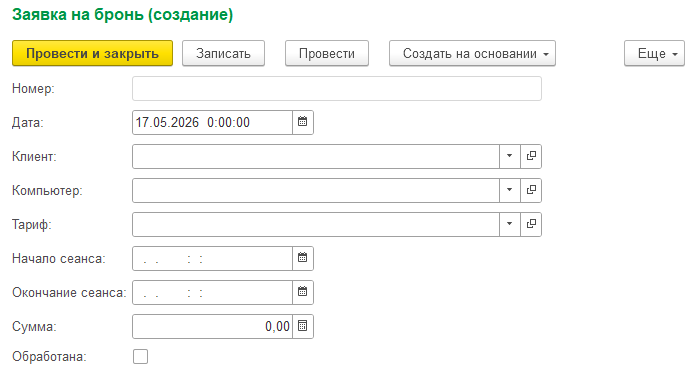 Заявка на бронь (создание)
Провести и закрыть Записать Провести Создать на основании Еще
Номер:
Дата: 17.05.2026 0:00:00
Клиент:
Компьютер:
Тариф:
Начало сеанса: . . : :
Окончание сеанса: . . : :
Сумма: 0,00
Обработана: